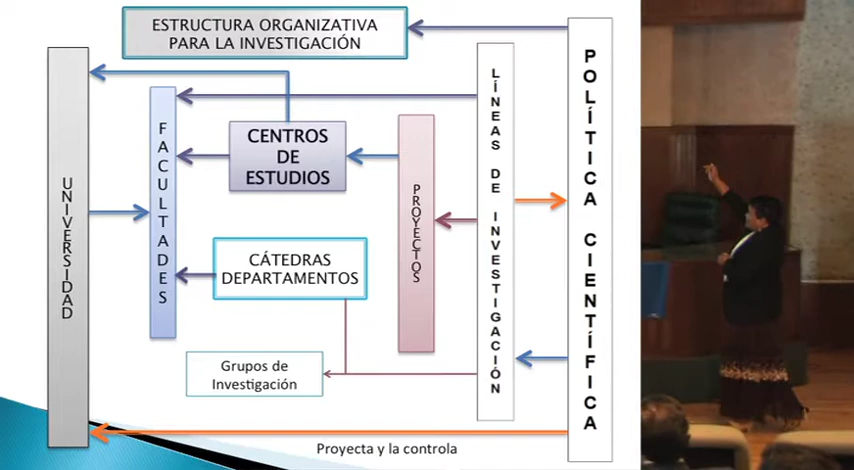 ESTRUCTURA ORGANIZATIVA
PARA LA INVESTIGACIÓN
UNIVERSIDAD
FACULTADES
CENTROS
DE
ESTUDIOS
CÁTEDRAS
DEPARTAMENTOS
Grupos de
Investigación
PROYECTOS
LÍNEAS DE INVESTIGACIÓN
POLÍTICA CIENTÍFICA
Proyecta y la controla